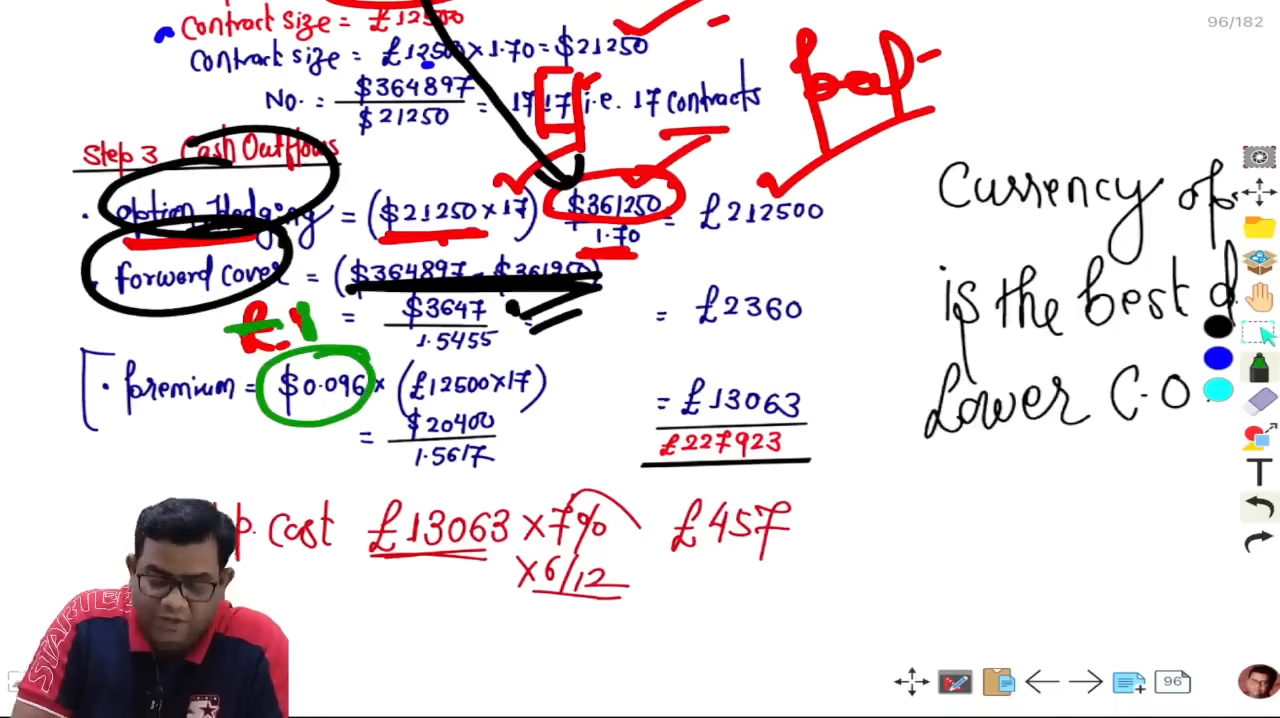 96/182
contract size = £12500
contract size = £12500 × 1.70 = $21250
No. = $364897 / $21250 = 17.17 i.e. 17 contracts
Step 3 Cash Outflows
. option Hedging = ($21250 × 17) $361250 / 1.70 = £212500
. forward cover = ($364897 - $361250)
= $3647 / 1.5455 = £2360
. premium = $0.096 × (£12500 × 17) = £13063
= $20400 / 1.5617
£227923
p. cost £13063 × 7% £457
× 6/12
Currency op
is the best d
Lower C.O
STARTE
T
96